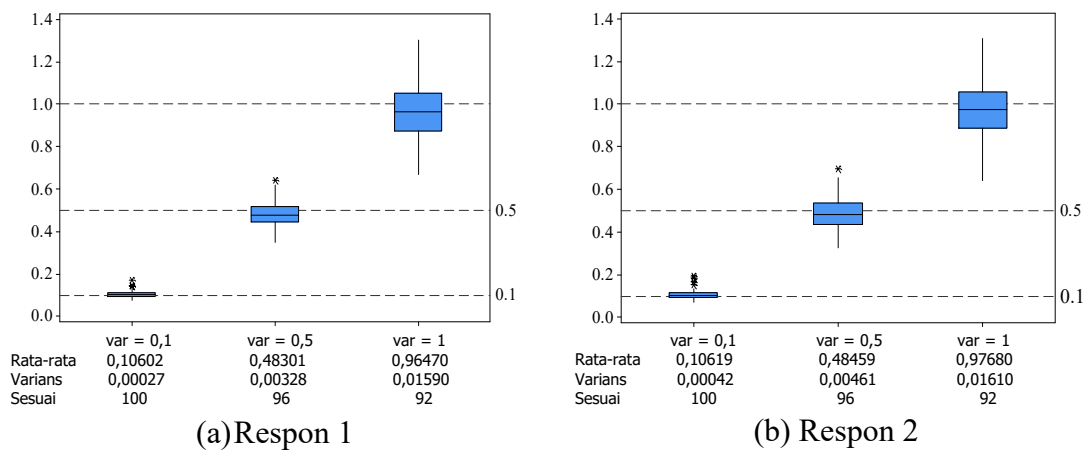 1.4
1.2
1.0
0.8
0.6
0.4
0.2
0.0
0.5
0.1
var = 0,1 var = 0,5 var = 1
Rata-rata 0,10602 0,48301 0,96470
Varians 0,00027 0,00328 0,01590
Sesuai 100 96 92
(a)Respon 1
1.4
1.2
1.0
0.8
0.6
0.4
0.2
0.0
0.5
0.1
var = 0,1 var = 0,5 var = 1
Rata-rata 0,10619 0,48459 0,97680
Varians 0,00042 0,00461 0,01610
Sesuai 100 96 92
(b) Respon 2